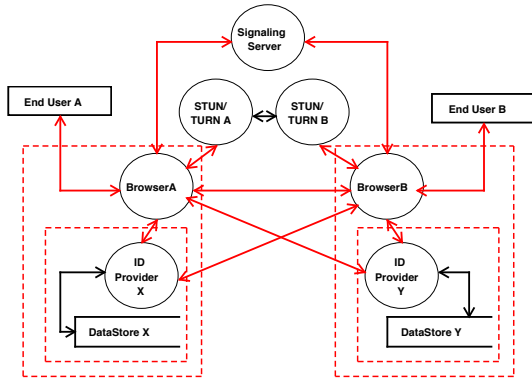 Signaling
Server
End User A
STUN/
TURN A
STUN/
TURN B
End User B
BrowserA
BrowserB
ID
Provider
X
ID
Provider
Y
DataStore X
DataStore Y